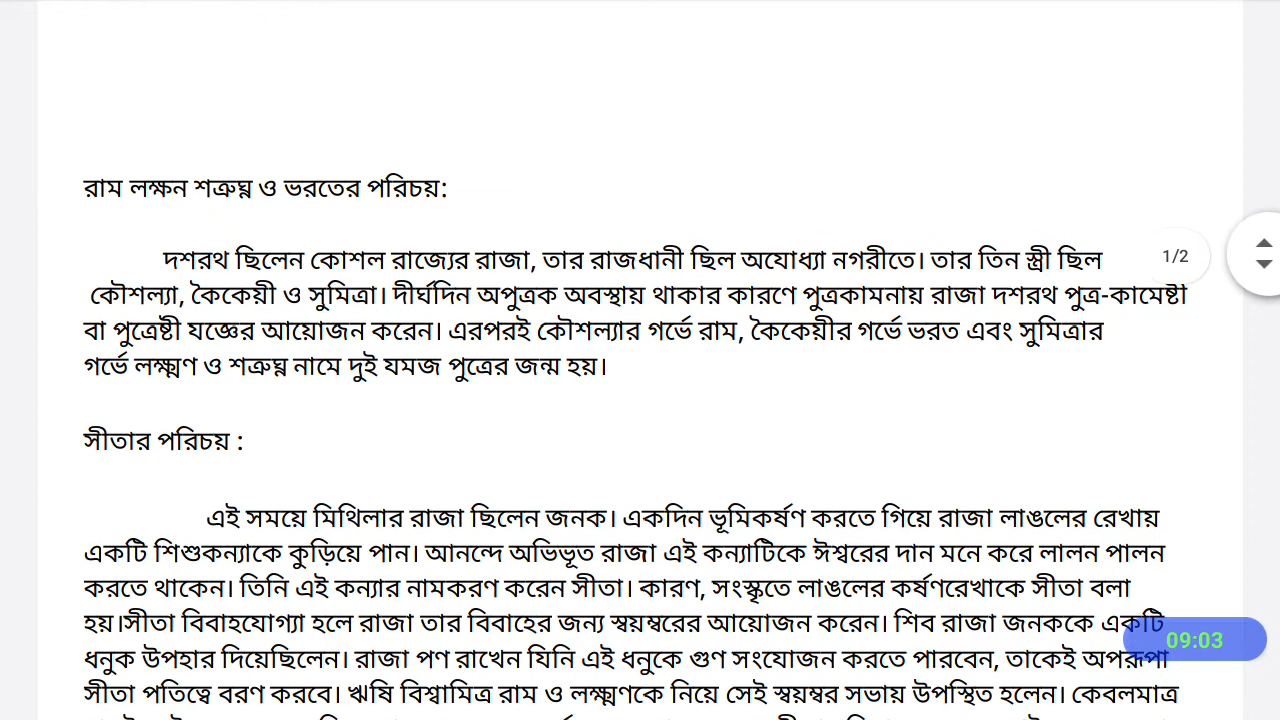 রাম লক্ষন শত্রুঘ্ন ও ভরতের পরিচয়:
দশরথ ছিলেন কোশল রাজ্যের রাজা, তার রাজধানী ছিল অযোধ্যা নগরীতে। তার তিন স্ত্রী ছিল
1/2
কৌশল্যা, কৈকেয়ী ও সুমিত্রা। দীর্ঘদিন অপুত্রক অবস্থায় থাকার কারণে পুত্রকামনায় রাজা দশরথ পুত্র-কামেষ্টী
বা পুত্রেষ্টী যজ্ঞের আয়োজন করেন। এরপরই কৌশল্যার গর্ভে রাম, কৈকেয়ীর গর্ভে ভরত এবং সুমিত্রার
গর্ভে লক্ষ্মণ ও শত্রুঘ্ন নামে দুই যমজ পুত্রের জন্ম হয়।
সীতার পরিচয় :
এই সময়ে মিথিলার রাজা ছিলেন জনক। একদিন ভূমিকর্ষণ করতে গিয়ে রাজা লাঙলের রেখায়
একটি শিশুকন্যাকে কুড়িয়ে পান। আনন্দে অভিভূত রাজা এই কন্যাটিকে ঈশ্বরের দান মনে করে লালন পালন
করতে থাকেন। তিনি এই কন্যার নামকরণ করেন সীতা। কারণ, সংস্কৃতে লাঙলের কর্ষণরেখাকে সীতা বলা
হয়।সীতা বিবাহযোগ্যা হলে রাজা তার বিবাহের জন্য স্বয়ম্বরের আয়োজন করেন। শিব রাজা জনককে একটি
09:03
ধনুক উপহার দিয়েছিলেন। রাজা পণ রাখেন যিনি এই ধনুকে গুণ সংযোজন করতে পারবেন, তাকেই অপরূপা
সীতা পতিত্বে বরণ করবে। ঋষি বিশ্বামিত্র রাম ও লক্ষ্মণকে নিয়ে সেই স্বয়ম্বর সভায় উপস্থিত হলেন। কেবলমাত্র